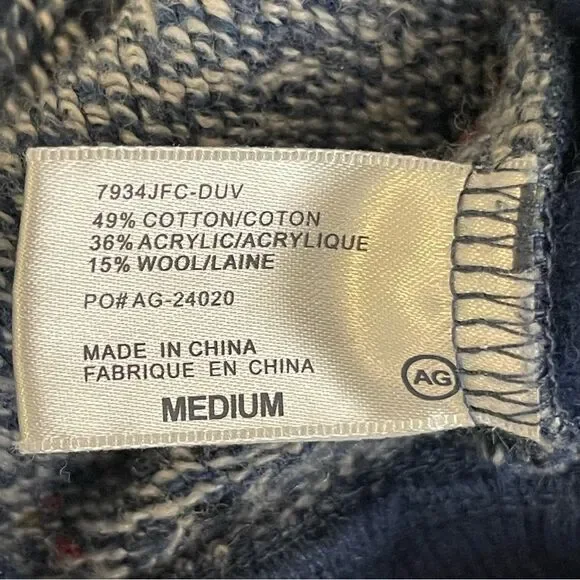 7934JFC-DUV
49% COTTON/COTON
36% ACRYLIC/ACRYLIQUE
15% WOOL/LAINE
PO# AG-24020
MADE IN CHINA
FABRIQUE EN CHINA
AG
MEDIUM